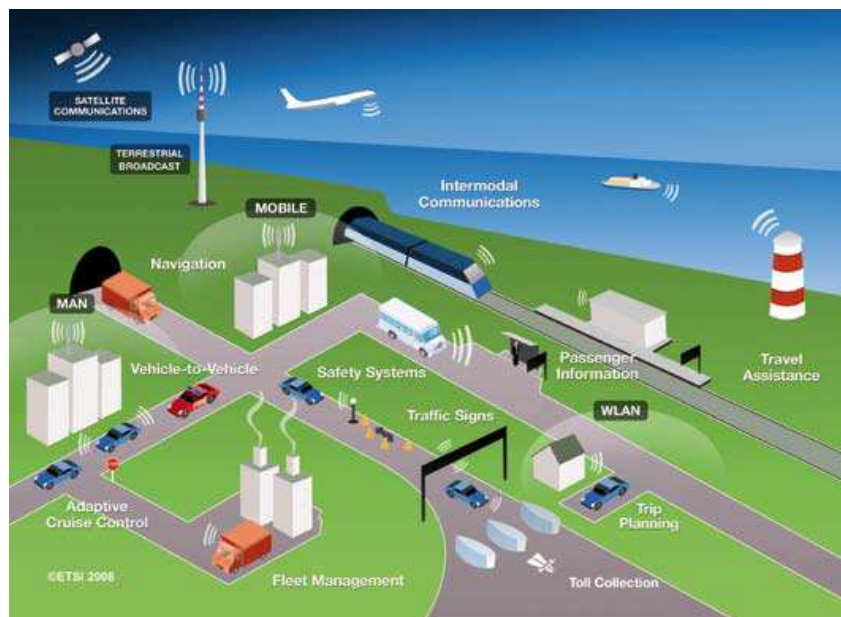 SATELLITE
COMMUNICATIONS
TERRESTRIAL
BROADCAST
Intermodal
Communications
MOBILE
Navigation
MAN
Vehicle-to-Vehicle
Safety Systems
Passenger
Information
Travel
Assistance
Traffic Signs
WLAN
Adaptive
Cruise Control
Trip
Planning
©ETSI 2008
Fleet Management
Toll Collection